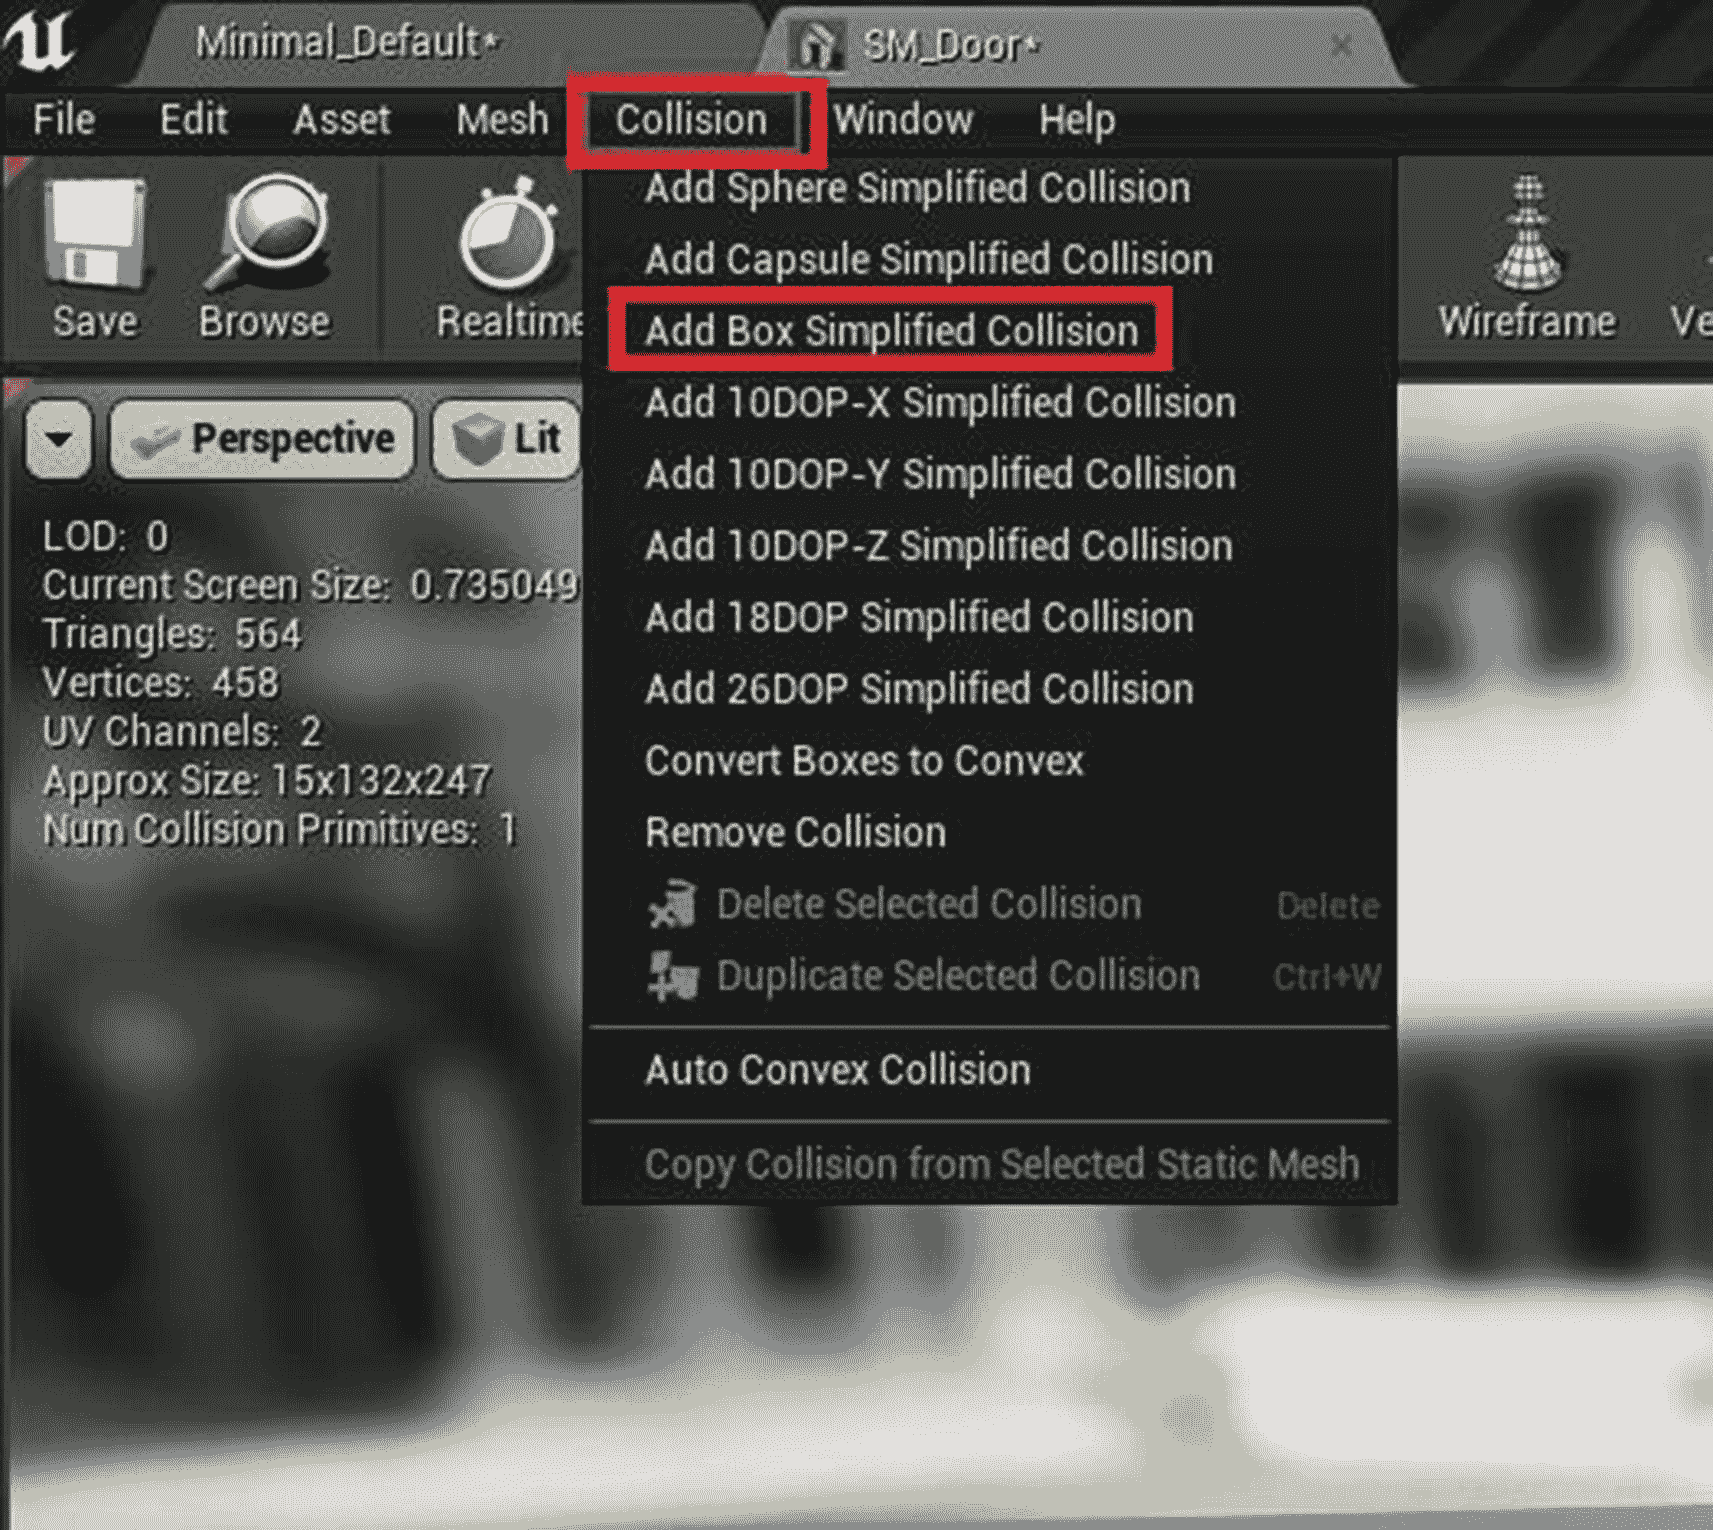 Minimal_Default*
SM_Door*
File Edit Asset Mesh Collision Window Help
Save Browse Realtime Wireframe
Add Sphere Simplified Collision
Add Capsule Simplified Collision
Add Box Simplified Collision
Add 10DOP-X Simplified Collision
Add 10DOP-Y Simplified Collision
Add 10DOP-Z Simplified Collision
Add 18DOP Simplified Collision
Add 26DOP Simplified Collision
Convert Boxes to Convex
Remove Collision
Delete Selected Collision Delete
Duplicate Selected Collision Ctrl+W
Auto Convex Collision
Copy Collision from Selected Static Mesh
Perspective Lit
LOD: 0
Current Screen Size: 0.735049
Triangles: 564
Vertices: 458
UV Channels: 2
Approx Size: 15x132x247
Num Collision Primitives: 1